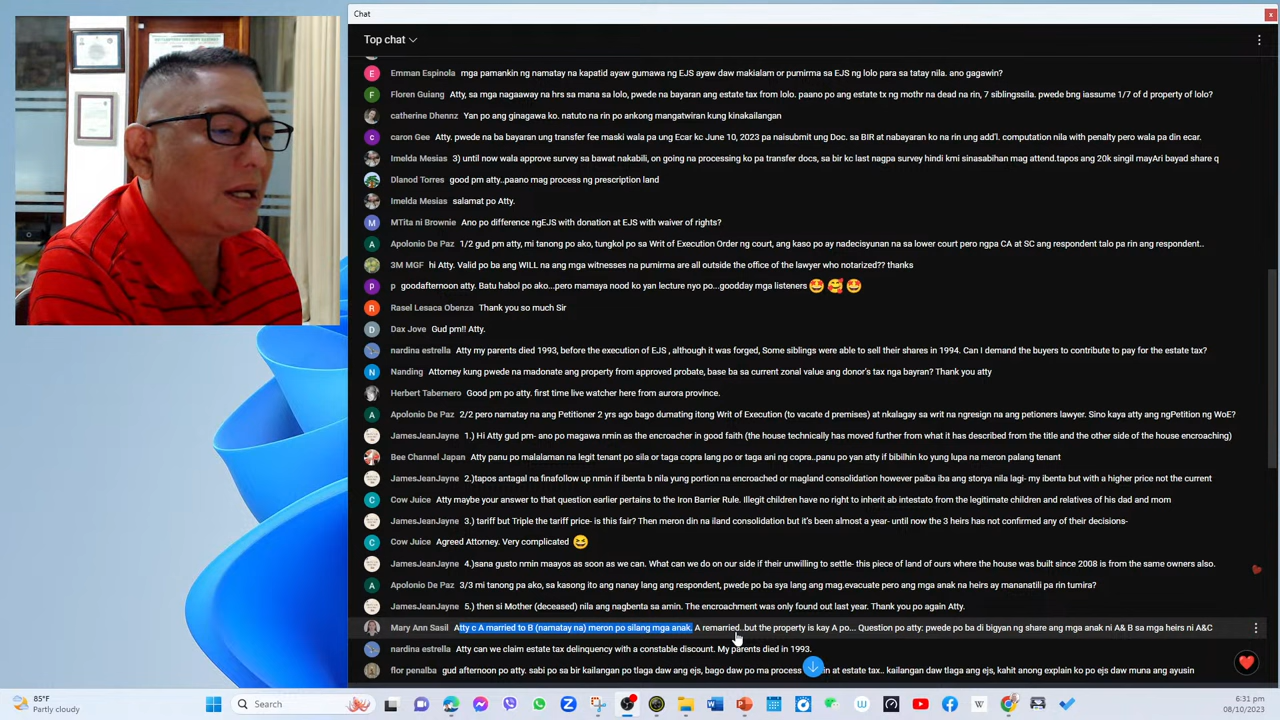 Chat
Top chat
Emman Espinola mga pamankin ng namatay na kapatid ayaw gumawa ng EJS ayaw daw makialam or pumirma sa EJS ng lolo para sa tatay nila. ano gagawin?
Floren Guiang Atty, sa mga nagaaway na hrs sa mana sa lolo, pwede na bayaran ang estate tax from lolo. paano po ang estate tx ng mothr na dead na rin, 7 siblingssila. pwede bng iassume 1/7 of d property of lolo?
catherine Dhennz Yan po ang ginagawa ko. natuto na rin po ankong mangatwiran kung kinakailangan
caron Gee Atty. pwede na ba bayaran ung transfer fee maski wala pa ung Ecar kc June 10, 2023 pa naisubmit ung Doc. sa BIR at nabayaran ko na rin ung add'l. computation nila with penalty pero wala pa din ecar.
Imelda Mesias 3) until now wala approve survey sa bawat nakabili, on going na processing ko pa transfer docs, sa bir kc last nagpa survey hindi kmi sinasabihan mag attend.tapos ang 20k singil mayAri bayad share q
Dlanod Torres good pm atty..paano mag process ng prescription land
Imelda Mesias salamat po Atty.
MTita ni Brownie Ano po difference ngEJS with donation at EJS with waiver of rights?
Apolonio De Paz 1/2 gud pm atty, mi tanong po ako, tungkol po sa Writ of Execution Order ng court, ang kaso po ay nadecisyunan na sa lower court pero ngpa CA at SC ang respondent talo pa rin ang respondent..
3M MGF hi Atty. Valid po ba ang WILL na ang mga witnesses na pumirma are all outside the office of the lawyer who notarized?? thanks
p goodafternoon atty. Batu habol po ako...pero mamaya nood ko yan lecture nyo po...goodday mga listeners 🤩🥰🤩
Rasel Lesaca Obenza Thank you so much Sir
Dax Jove Gud pm!! Atty.
nardina estrella Atty my parents died 1993, before the execution of EJS , although it was forged, Some siblings were able to sell their shares in 1994. Can I demand the buyers to contribute to pay for the estate tax?
Nanding Attorney kung pwede na madonate ang property from approved probate, base ba sa current zonal value ang donor's tax nga bayran? Thank you atty
Herbert Tabernero Good pm po atty. first time live watcher here from aurora province.
Apolonio De Paz 2/2 pero namatay na ang Petitioner 2 yrs ago bago dumating itong Writ of Execution (to vacate d premises) at nkalagay sa writ na ngresign na ang petioners lawyer. Sino kaya atty ang ngPetition ng WoE?
JamesJeanJayne 1.) Hi Atty gud pm- ano po magawa nmin as the encroacher in good faith (the house technically has moved further from what it has described from the title and the other side of the house encroaching)
Bee Channel Japan Atty panu po malalaman na legit tenant po sila or taga copra lang po or taga ani ng copra..panu po yan atty if bibilhin ko yung lupa na meron palang tenant
JamesJeanJayne 2.)tapos antagal na finafollow up nmin if ibenta b nila yung portion na encroached or magland consolidation however paiba iba ang storya nila lagi- my ibenta but with a higher price not the current
Cow Juice Atty maybe your answer to that question earlier pertains to the Iron Barrier Rule. Illegit children have no right to inherit ab intestato from the legitimate children and relatives of his dad and mom
JamesJeanJayne 3.) tariff but Triple the tariff price- is this fair? Then meron din na iland consolidation but it's been almost a year- until now the 3 heirs has not confirmed any of their decisions-
Cow Juice Agreed Attorney. Very complicated 😆
JamesJeanJayne 4.)sana gusto nmin maayos as soon as we can. What can we do on our side if their unwilling to settle- this piece of land of ours where the house was built since 2008 is from the same owners also.
Apolonio De Paz 3/3 mi tanong pa ako, sa kasong ito ang nanay lang ang respondent, pwede po ba sya lang ang mag.evacuate pero ang mga anak na heirs ay mananatili pa rin tumira?
JamesJeanJayne 5.) then si Mother (deceased) nila ang nagbenta sa amin. The encroachment was only found out last year. Thank you po again Atty.
Mary Ann Sasil Atty c A married to B (namatay na) meron po silang mga anak. A remarried..but the property is kay A po... Question po atty: pwede po ba di bigyan ng share ang mga anak ni A& B sa mga heirs ni A&C
nardina estrella Atty can we claim estate tax delinquency with a constable discount. My parents died in 1993.
flor penalba gud afternoon po atty. sabi po sa bir kailangan po tlaga daw ang ejs, bago daw po ma process in at estate tax.. kailangan daw tlaga ang ejs, kahit anong explain ko po ejs daw muna ang ayusin
85°F
Partly cloudy
Search
6:31 pm
08/10/2023